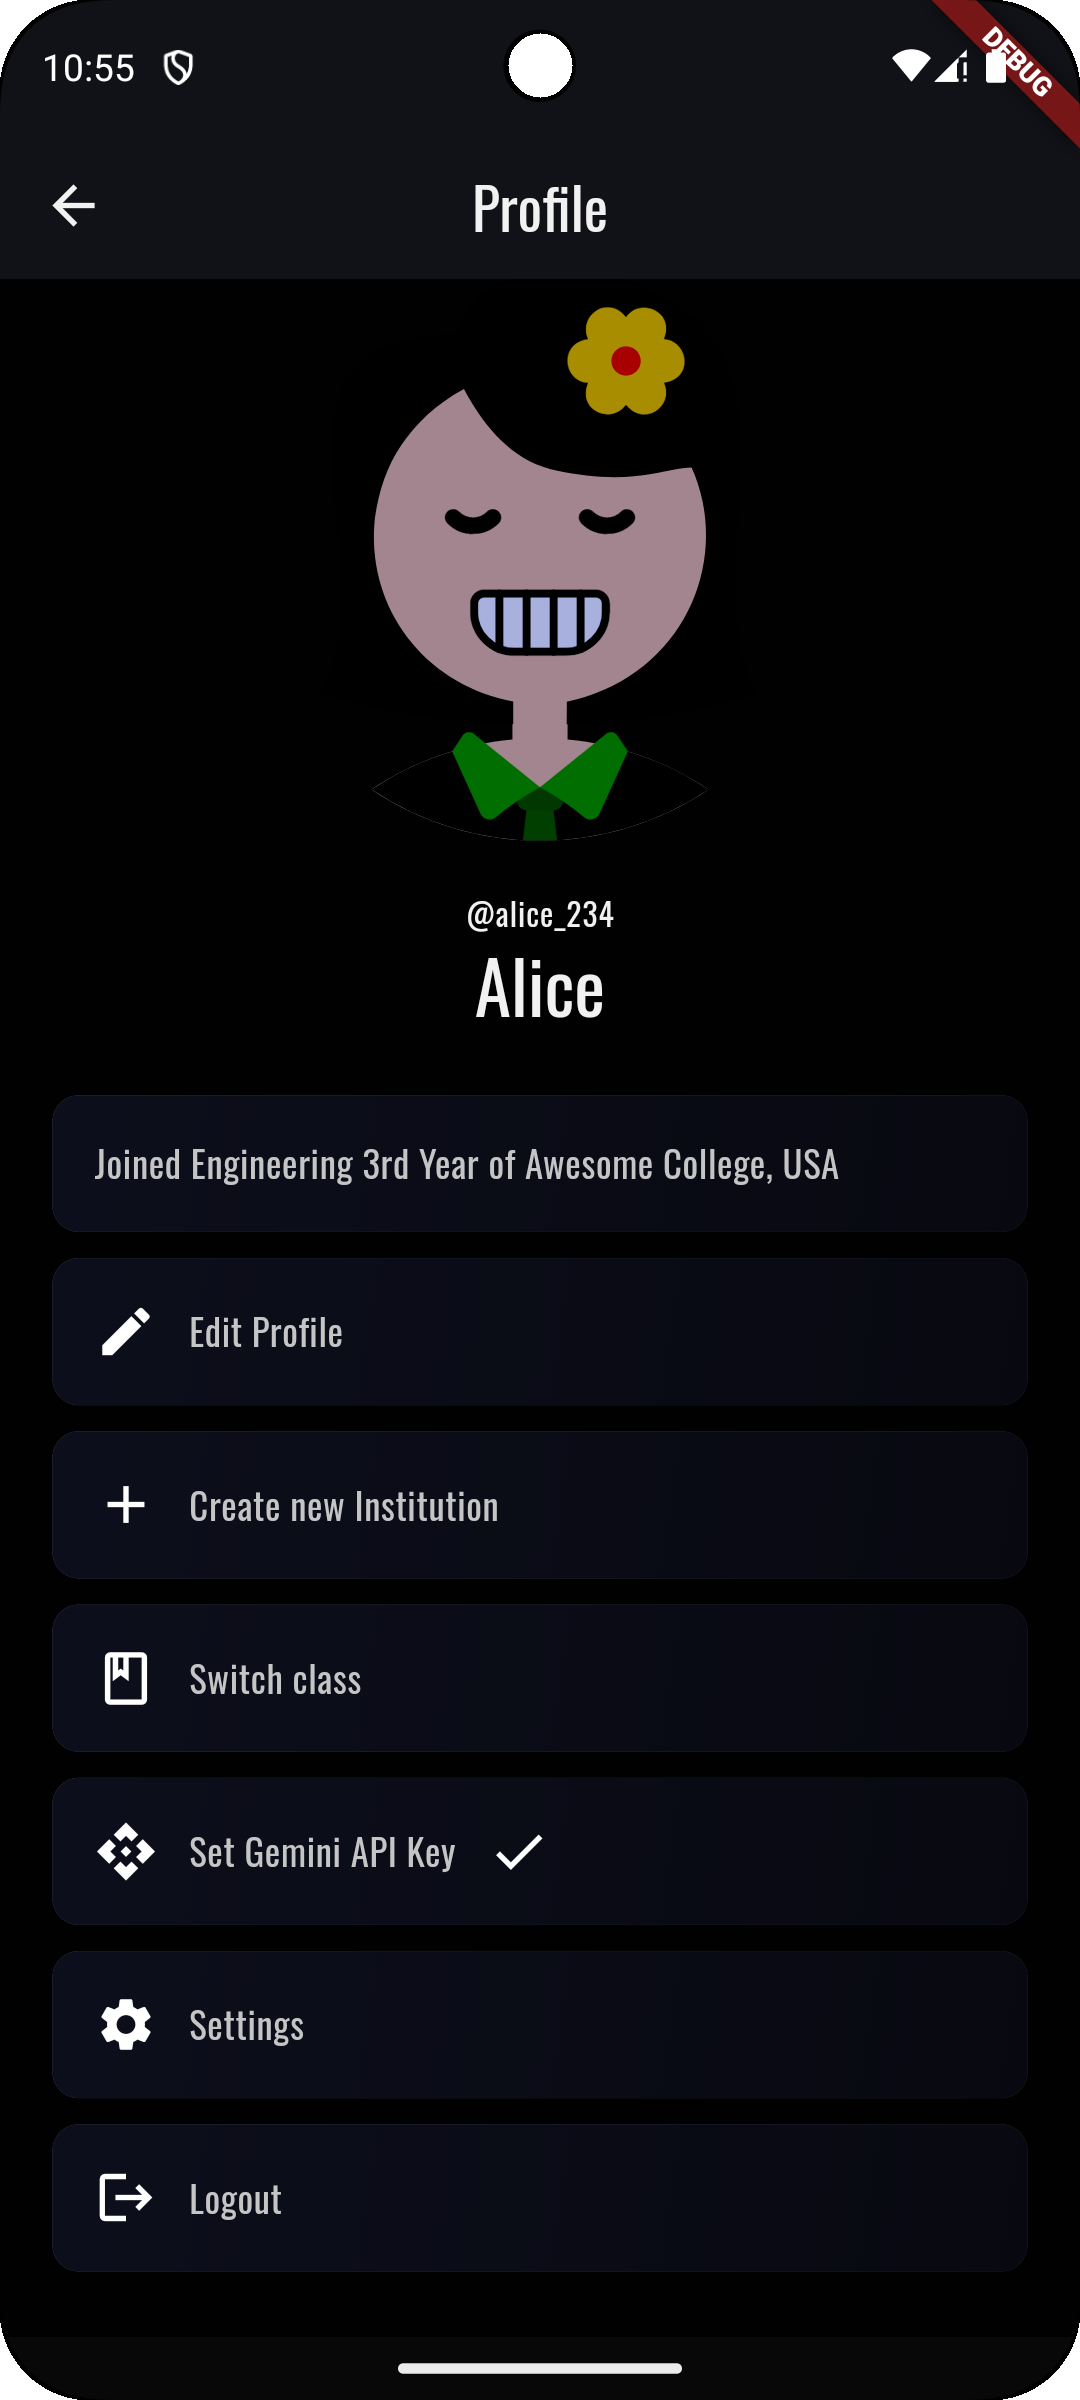 10:55
DEBUG
Profile
@alice_234
Alice
Joined Engineering 3rd Year of Awesome College, USA
Edit Profile
Create new Institution
Switch class
Set Gemini API Key
Settings
Logout